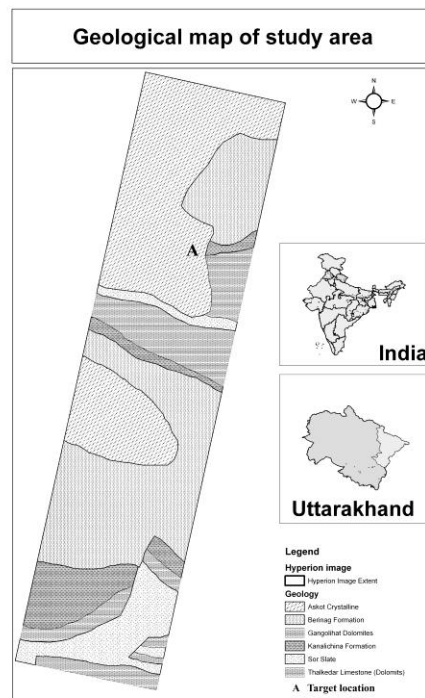 Geological map of study area
N
W E
S
A
India
Uttarakhand
Legend
Hyperion image
Hyperion Image Extent
Geology
Askot Crystalline
Berinag Formation
Gangolihat Dolomites
Kanalichina Formation
Sor Slate
Thalkedar Limestone (Dolomits)
A Target location